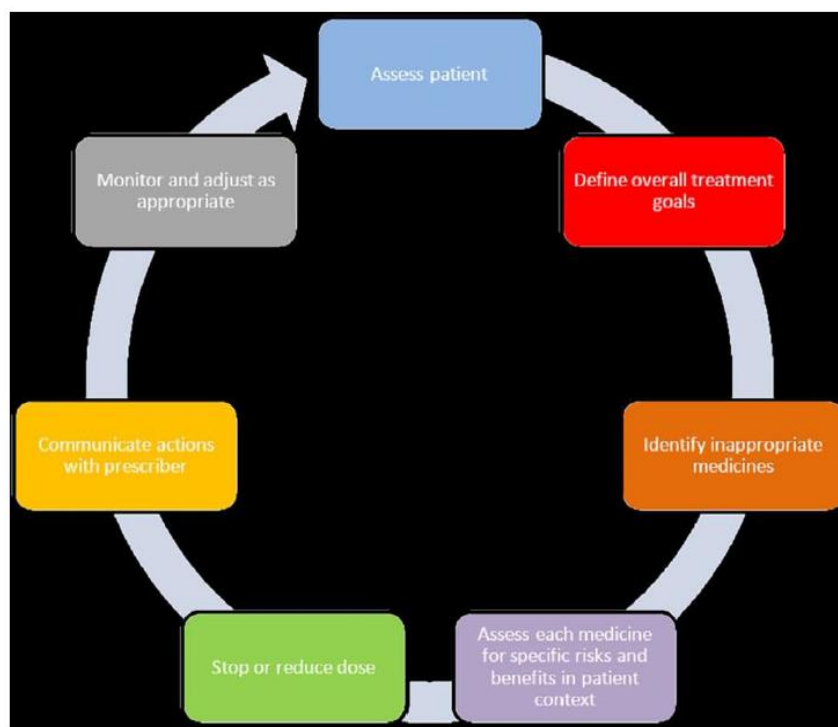 Assess patient
Define overall treatment
goals
Identify inappropriate
medicines
Assess each medicine
for specific risks and
benefits in patient
context
Stop or reduce dose
Communicate actions
with prescriber
Monitor and adjust as
appropriate